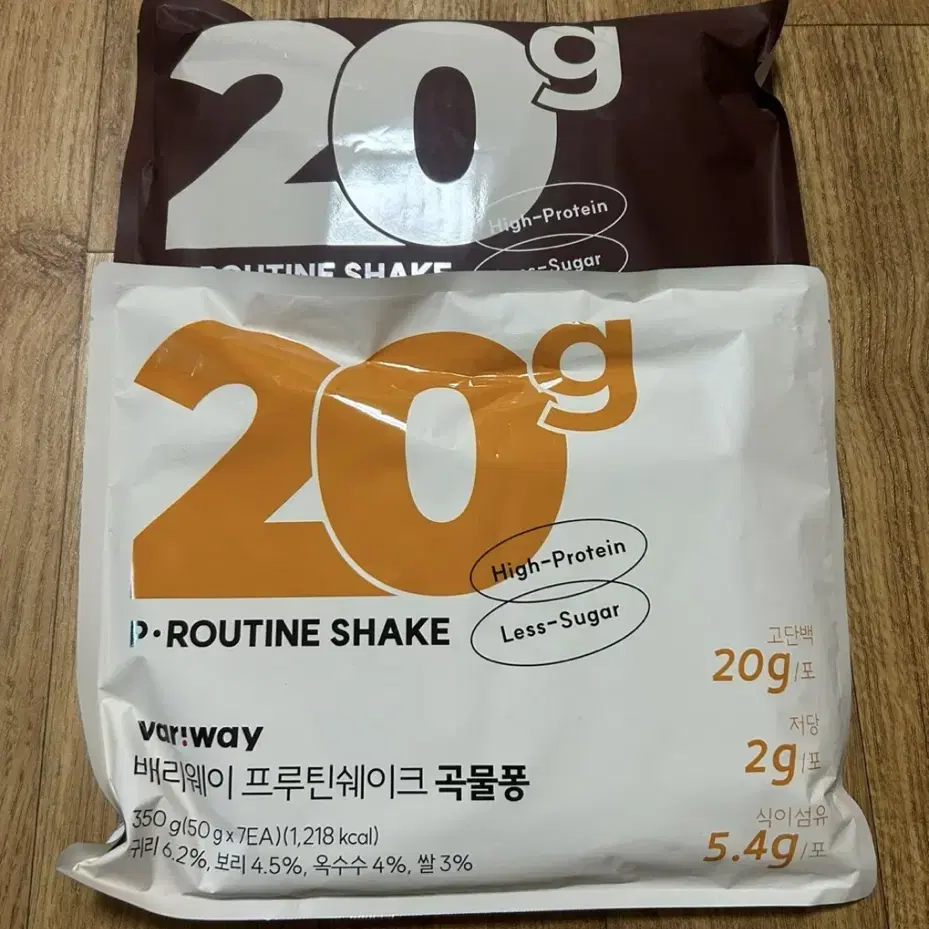 20g
High-Protein
-Sugar
ROUTINE SHAKE
20g
High-Protein
Less-Sugar
P·ROUTINE SHAKE
고단백
20g/포
저당
2g/포
식이섬유
5.4g/포
var!way
배리웨이 프루틴쉐이크 곡물퐁
350 g(50 g x 7EA)(1,218 kcal)
귀리 6.2%, 보리 4.5%, 옥수수 4%, 쌀 3%